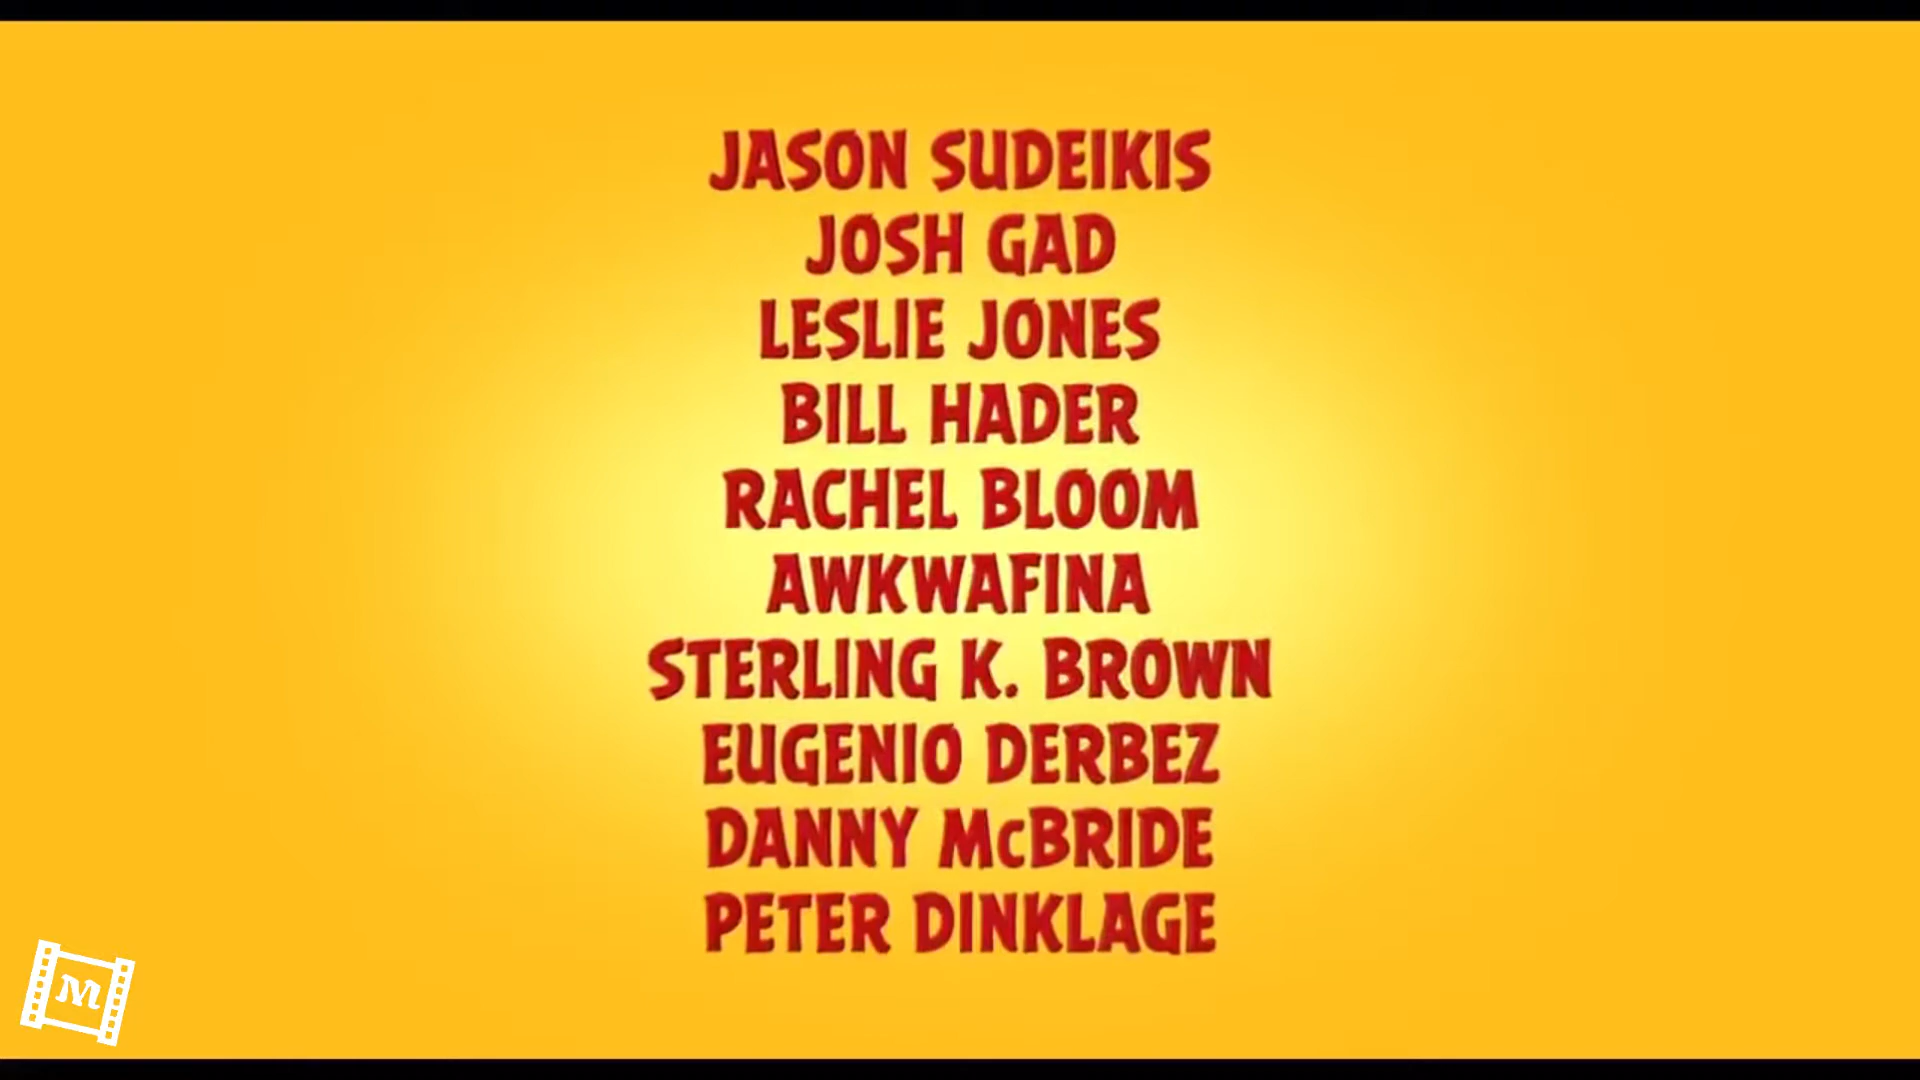 JASON SUDEIKIS
JOSH GAD
LESLIE JONES
BILL HADER
RACHEL BLOOM
AWKWAFINA
STERLING K. BROWN
EUGENIO DERBEZ
DANNY McBRIDE
PETER DINKLAGE
M